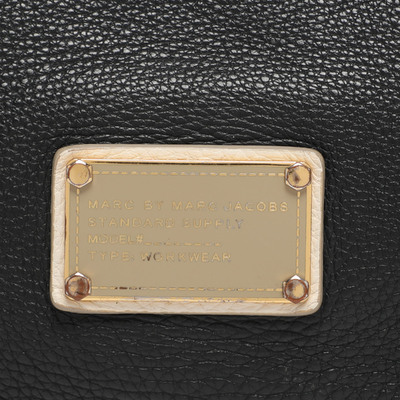 MARC BY MARC JACOBS
STANDARD SUPPLY
MODEL#
TYPE: WORKWEAR